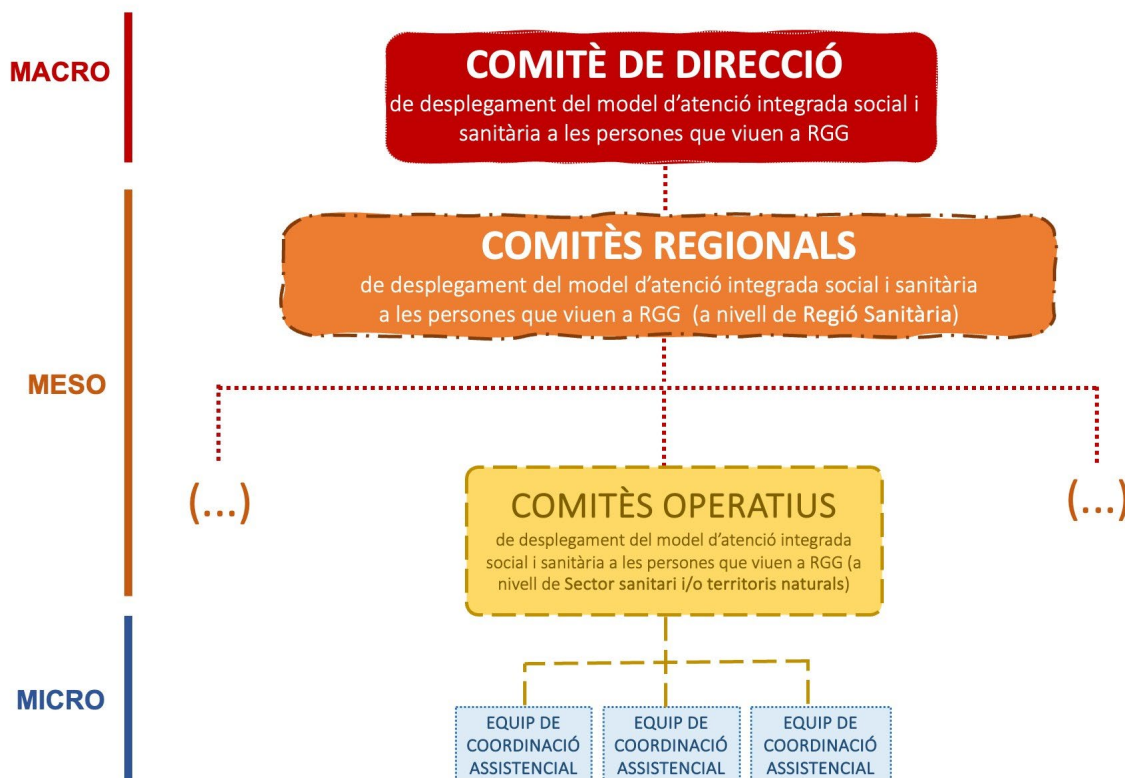 MACRO
COMITÈ DE DIRECCIÓ
de desplegament del model d'atenció integrada social i
sanitària a les persones que viuen a RGG
COMITÈS REGIONALS
de desplegament del model d'atenció integrada social i sanitària
a les persones que viuen a RGG (a nivell de Regió Sanitària)
MESO
(...)
(...)
COMITÈS OPERATIUS
de desplegament del model d'atenció integrada
social i sanitària a les persones que viuen a RGG (a
nivell de Sector sanitari i/o territoris naturals)
MICRO
EQUIP DE
COORDINACIÓ
ASSISTENCIAL
EQUIP DE
COORDINACIÓ
ASSISTENCIAL
EQUIP DE
COORDINACIÓ
ASSISTENCIAL